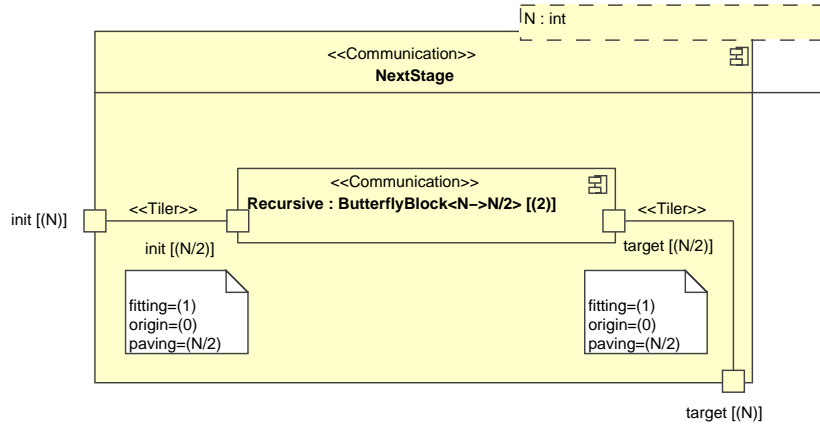 N : int
<<Communication>>
NextStage
<<Communication>>
Recursive : ButterflyBlock<N−>N/2> [(2)]
init [(N)]
<<Tiler>>
<<Tiler>>
init [(N/2)]
target [(N/2)]
fitting=(1)
origin=(0)
paving=(N/2)
fitting=(1)
origin=(0)
paving=(N/2)
target [(N)]